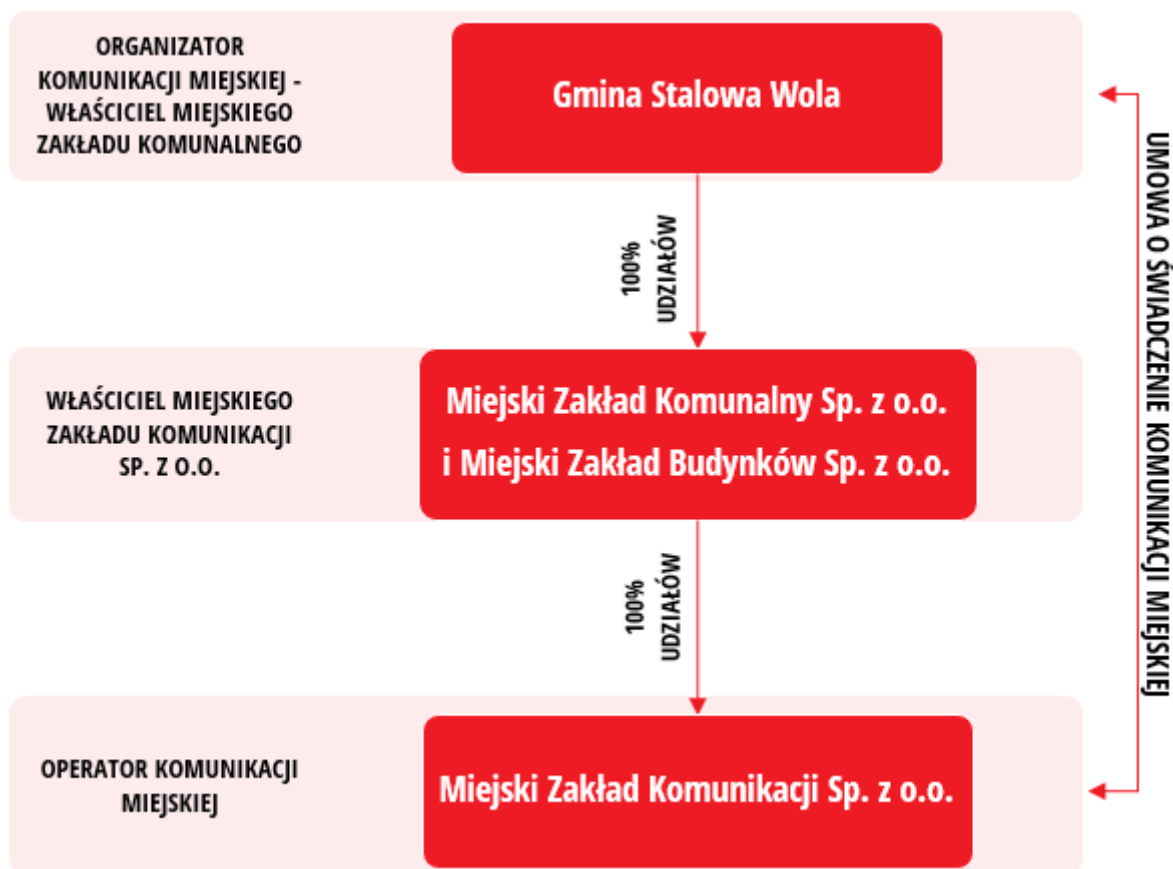 ORGANIZATOR
KOMUNIKACJI MIEJSKIEJ -
WŁAŚCICIEL MIEJSKIEGO
ZAKŁADU KOMUNALNEGO
Gmina Stalowa Wola
100%
UDZIAŁÓW
WŁAŚCICIEL MIEJSKIEGO
ZAKŁADU KOMUNIKACJI
SP. Z O.O.
Miejski Zakład Komunalny Sp. z o.o.
i Miejski Zakład Budynków Sp. z o.o.
100%
UDZIAŁÓW
OPERATOR KOMUNIKACJI
MIEJSKIEJ
Miejski Zakład Komunikacji Sp. z o.o.
UMOWA O ŚWIADCZENIE KOMUNIKACJI MIEJSKIEJ